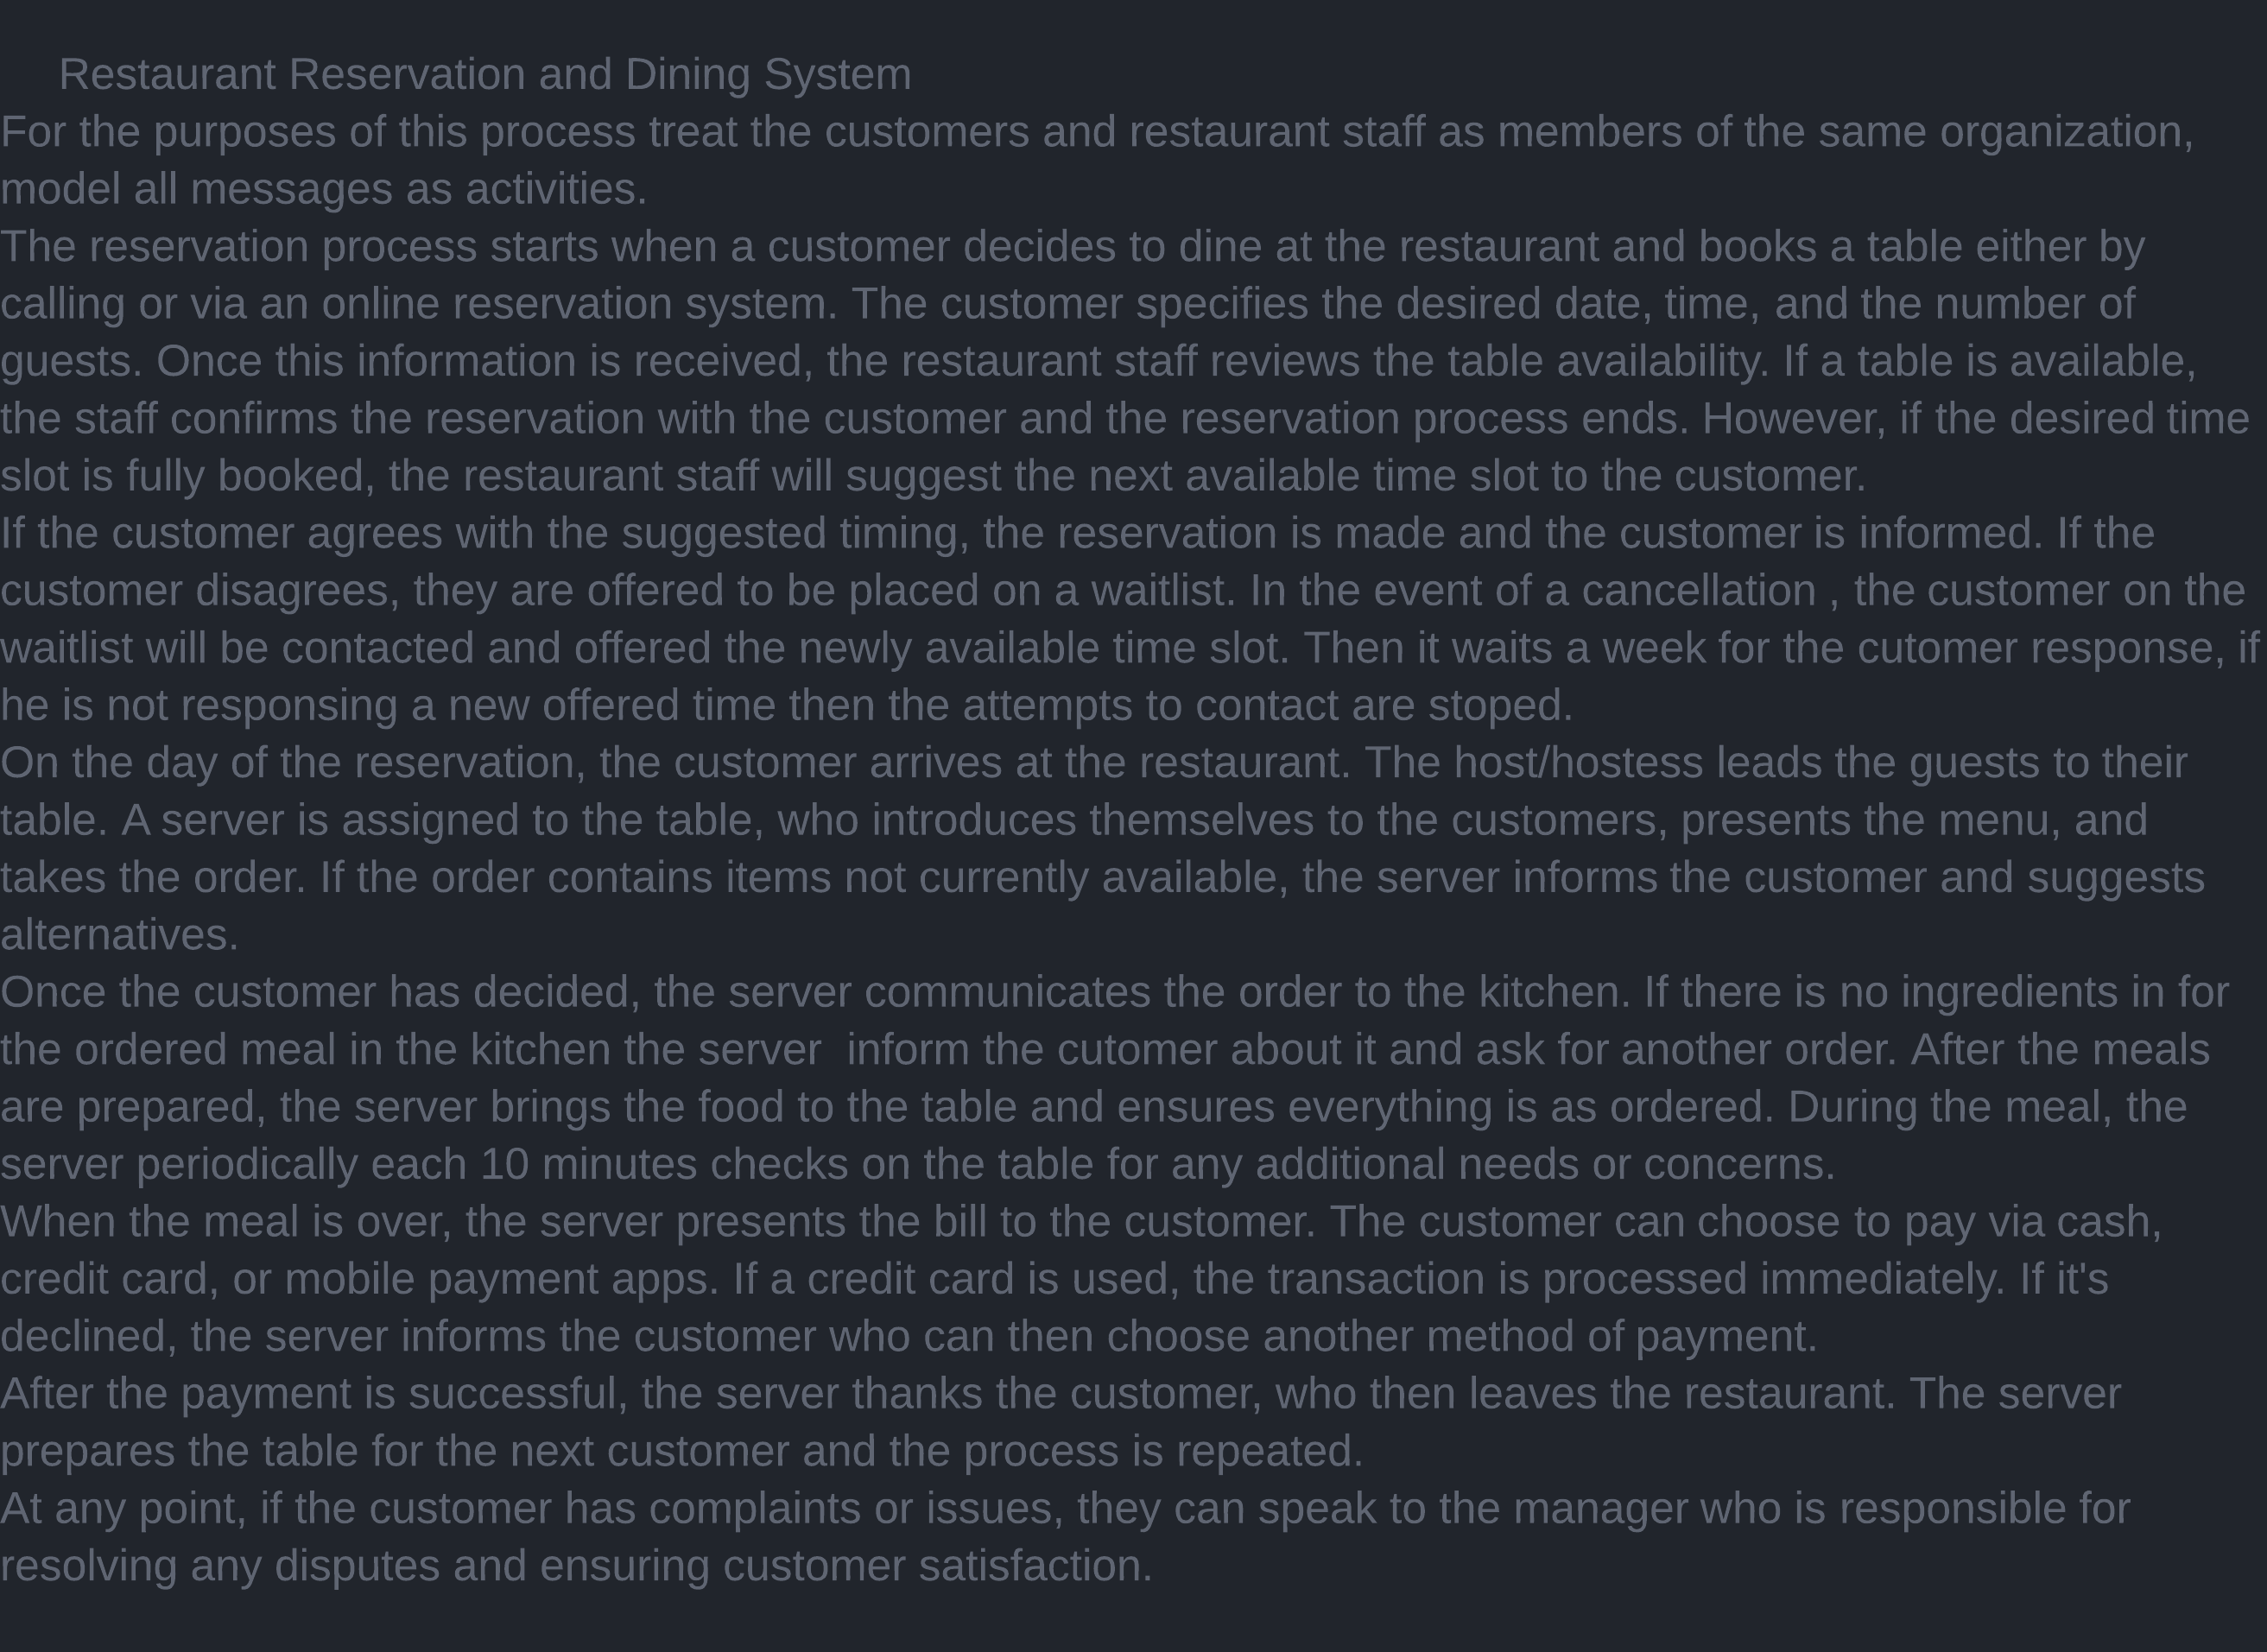 Restaurant Reservation and Dining System
For the purposes of this process treat the customers and restaurant staff as members of the same organization,
model all messages as activities.
The reservation process starts when a customer decides to dine at the restaurant and books a table either by
calling or via an online reservation system. The customer specifies the desired date, time, and the number of
guests. Once this information is received, the restaurant staff reviews the table availability. If a table is available,
the staff confirms the reservation with the customer and the reservation process ends. However, if the desired time
slot is fully booked, the restaurant staff will suggest the next available time slot to the customer.
If the customer agrees with the suggested timing, the reservation is made and the customer is informed. If the
customer disagrees, they are offered to be placed on a waitlist. In the event of a cancellation , the customer on the
waitlist will be contacted and offered the newly available time slot. Then it waits a week for the cutomer response, if
he is not responsing a new offered time then the attempts to contact are stoped.
On the day of the reservation, the customer arrives at the restaurant. The host/hostess leads the guests to their
table. A server is assigned to the table, who introduces themselves to the customers, presents the menu, and
takes the order. If the order contains items not currently available, the server informs the customer and suggests
alternatives.
Once the customer has decided, the server communicates the order to the kitchen. If there is no ingredients in for
the ordered meal in the kitchen the server  inform the cutomer about it and ask for another order. After the meals
are prepared, the server brings the food to the table and ensures everything is as ordered. During the meal, the
server periodically each 10 minutes checks on the table for any additional needs or concerns.
When the meal is over, the server presents the bill to the customer. The customer can choose to pay via cash,
credit card, or mobile payment apps. If a credit card is used, the transaction is processed immediately. If it's
declined, the server informs the customer who can then choose another method of payment.
After the payment is successful, the server thanks the customer, who then leaves the restaurant. The server
prepares the table for the next customer and the process is repeated.
At any point, if the customer has complaints or issues, they can speak to the manager who is responsible for
resolving any disputes and ensuring customer satisfaction.